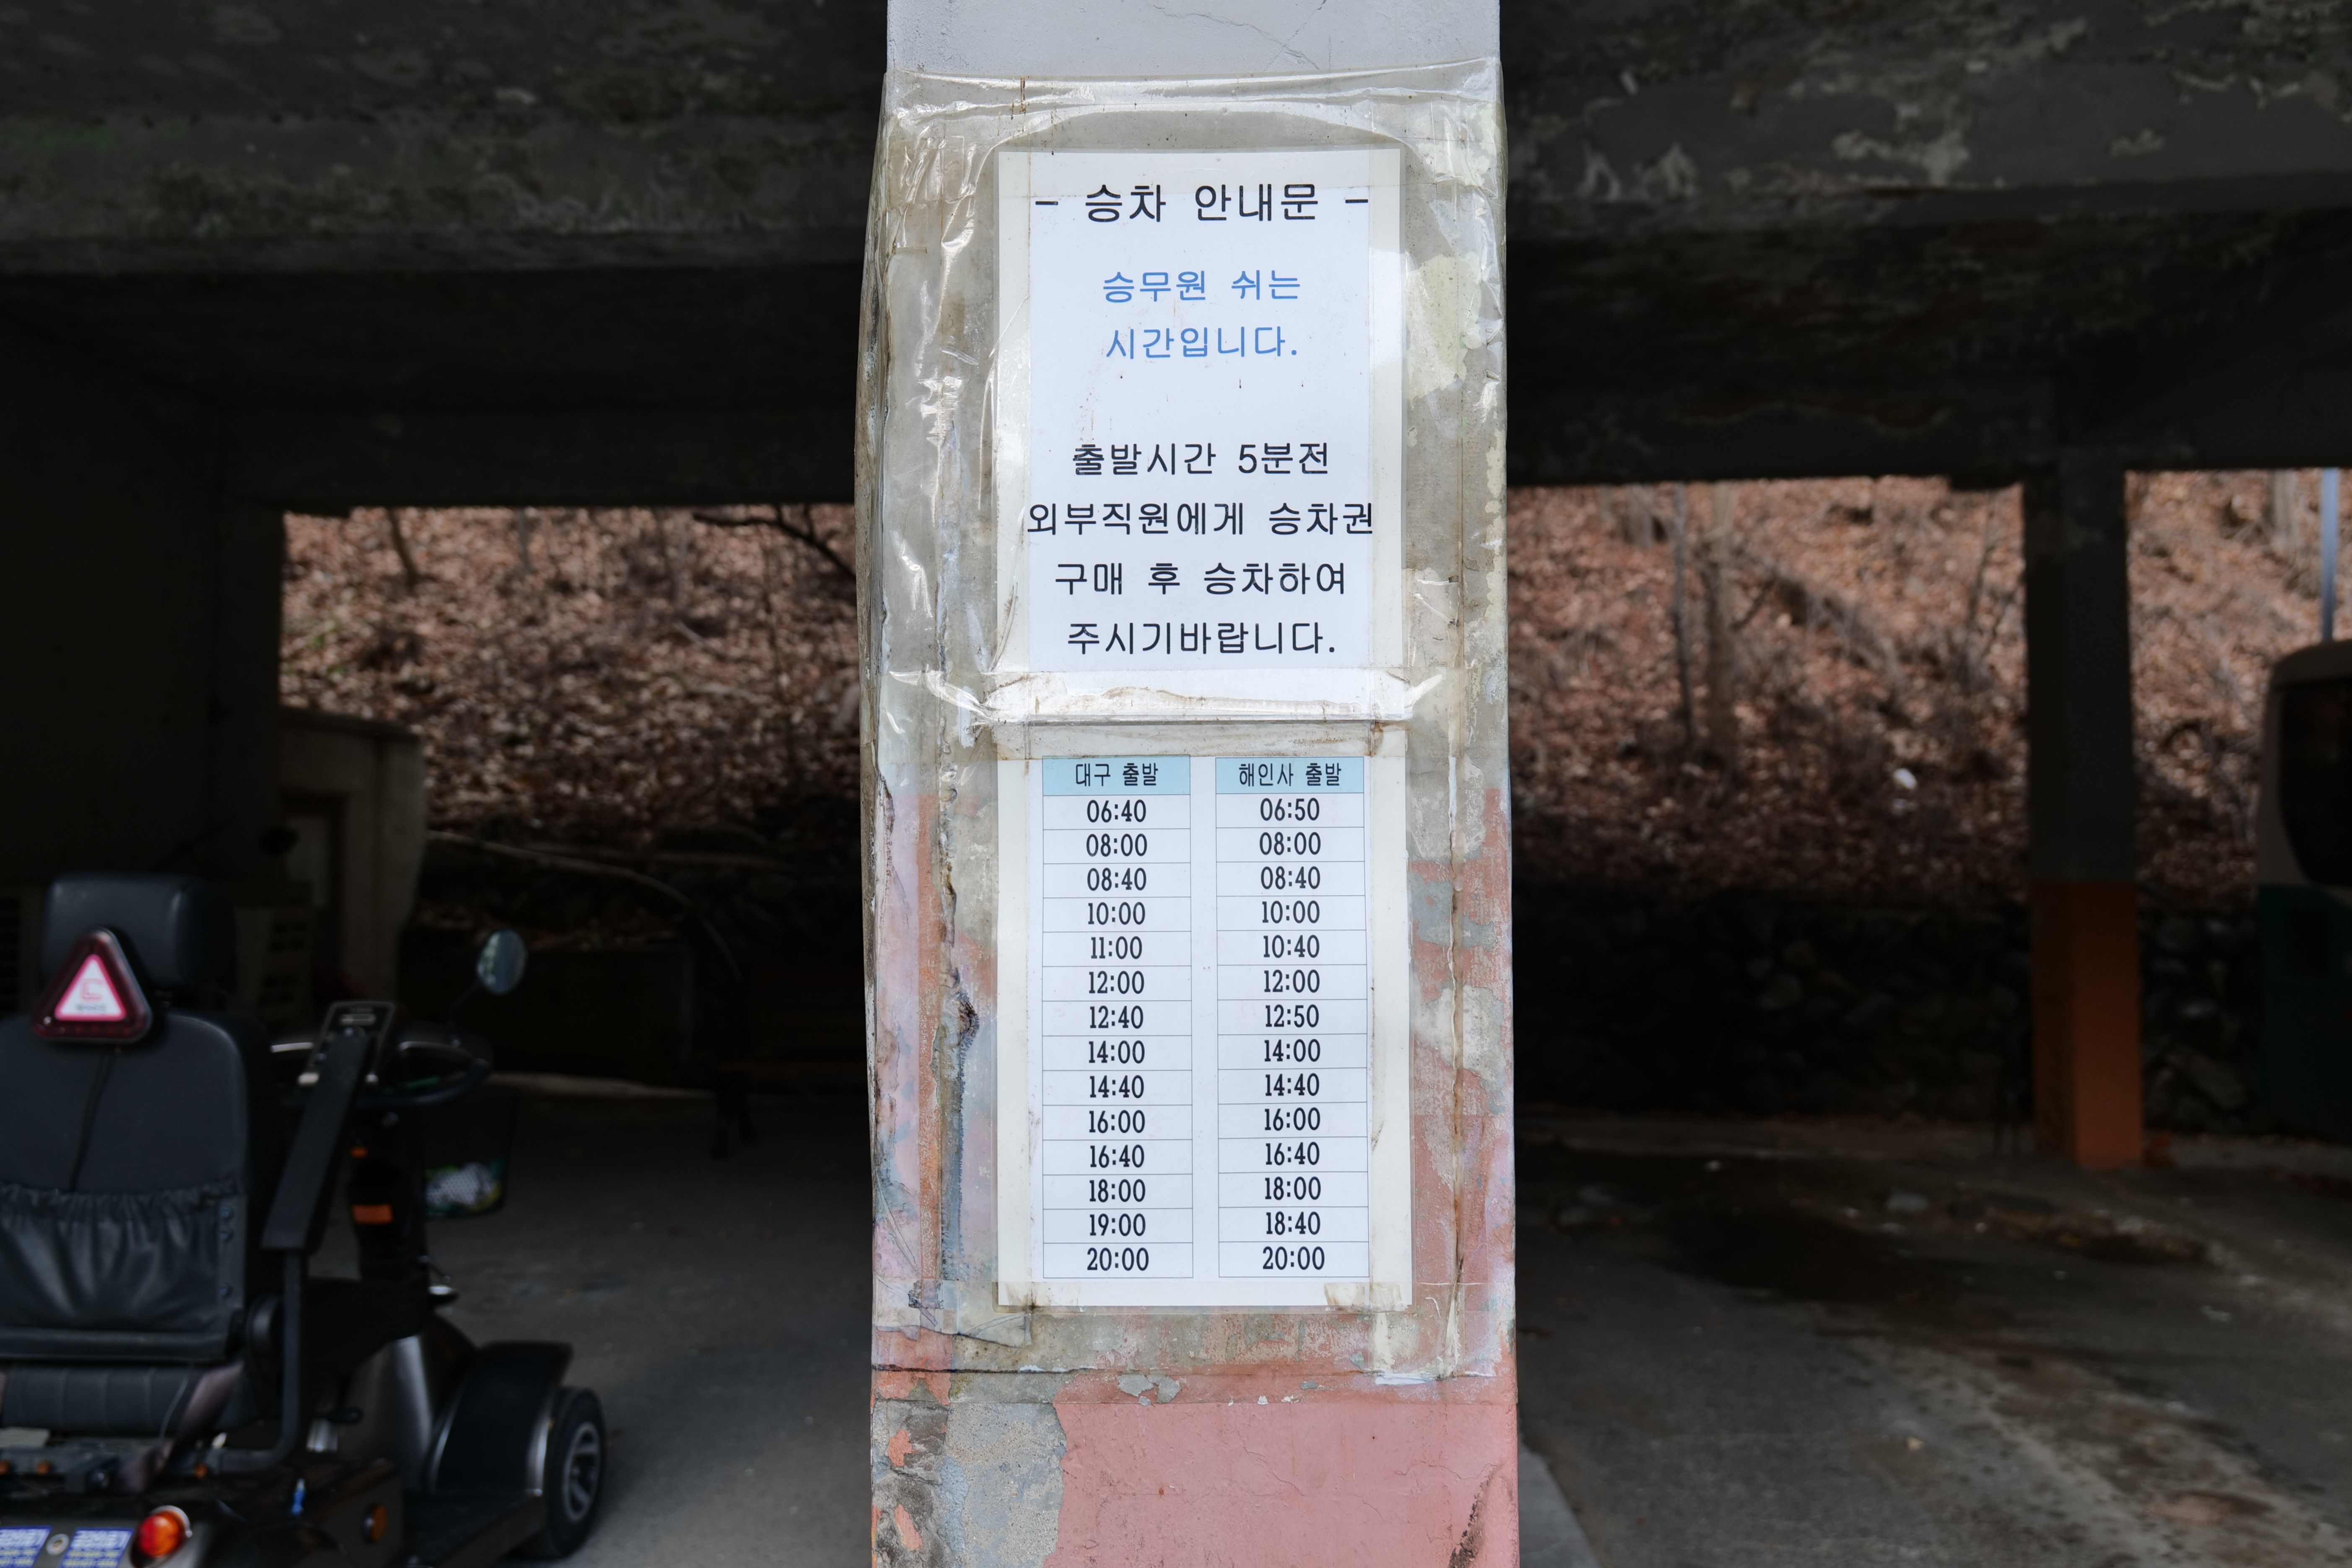 - 승차 안내문 -
승무원 쉬는
시간입니다.
출발시간 5분전
외부직원에게 승차권
구매 후 승차하여
주시기바랍니다.
대구 출발 해인사 출발
06:40 06:50
08:00 08:00
08:40 08:40
10:00 10:00
11:00 10:40
12:00 12:00
12:40 12:50
14:00 14:00
14:40 14:40
16:00 16:00
16:40 16:40
18:00 18:00
19:00 18:40
20:00 20:00